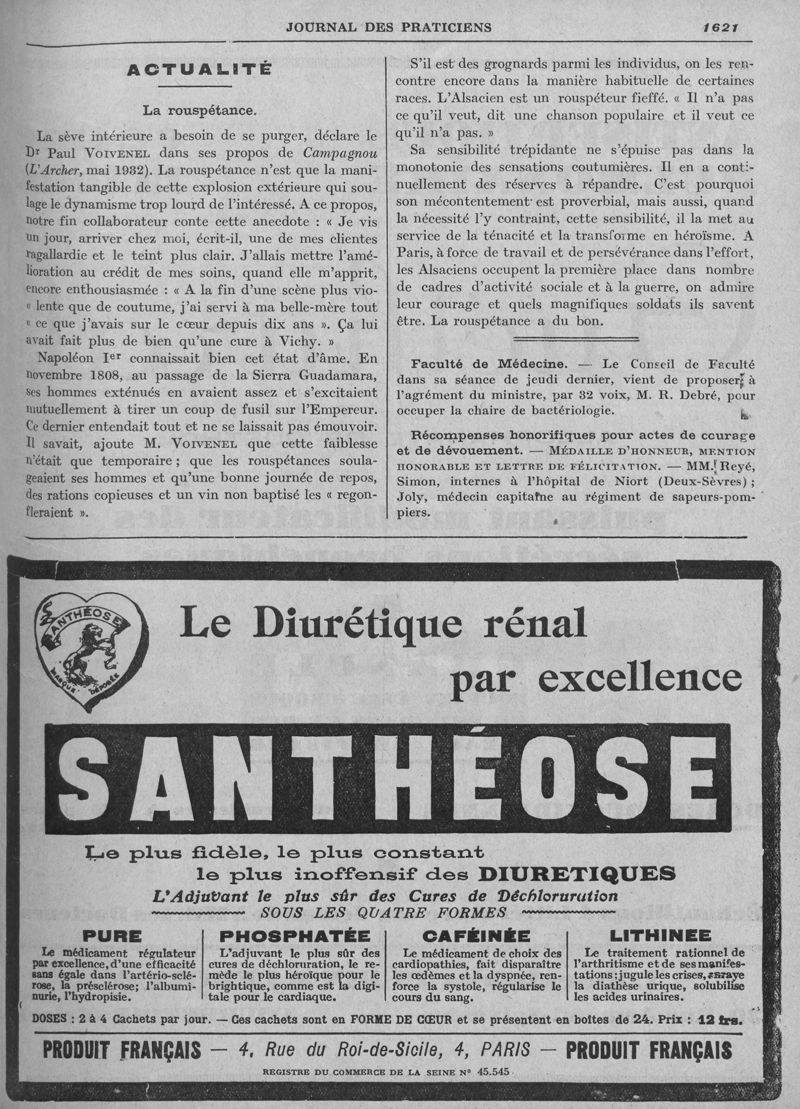 JOURNAL DES PRATICIENS 1621
ACTUALITÉ
La rouspétance.
La sève intérieure a besoin de se purger, déclare le
Dr Paul VOIVENEL dans ses propos de Campagnou
(L'Archer, mai 1932). La rouspétance n'est que la mani-
festation tangible de cette explosion extérieure qui sou-
lage le dynamisme trop lourd de l'intéressé. A ce propos,
notre fin collaborateur conte cette anecdote : « Je vis
un jour, arriver chez moi, écrit-il, une de mes clientes
ragallardie et le teint plus clair. J'allais mettre l'amé-
lioration au crédit de mes soins, quand elle m'apprit,
encore enthousiasmée : « A la fin d'une scène plus vio-
« lente que de coutume, j'ai servi à ma belle-mère tout
« ce que j'avais sur le cœur depuis dix ans ». Ça lui
avait fait plus de bien qu'une cure à Vichy. »
Napoléon Ier connaissait bien cet état d'âme. En
novembre 1808, au passage de la Sierra Guadamara,
ses hommes exténués en avaient assez et s'excitaient
mutuellement à tirer un coup de fusil sur l'Empereur.
Ce dernier entendait tout et ne se laissait pas émouvoir.
Il savait, ajoute M. VOIVENEL que cette faiblesse
n'était que temporaire ; que les rouspétances soula-
geaient ses hommes et qu'une bonne journée de repos,
des rations copieuses et un vin non baptisé les « regon-
fleraient ».
S'il est des grognards parmi les individus, on les ren-
contre encore dans la manière habituelle de certaines
races. L'Alsacien est un rouspéteur fieffé. « Il n'a pas
ce qu'il veut, dit une chanson populaire et il veut ce
qu'il n'a pas. »
Sa sensibilité trépidante ne s'épuise pas dans la
monotonie des sensations coutumières. Il en a conti-
nuellement des réserves à répandre. C'est pourquoi
son mécontentement est proverbial, mais aussi, quand
la nécessité l'y contraint, cette sensibilité, il la met au
service de la ténacité et la transforme en héroïsme. A
Paris, à force de travail et de persévérance dans l'effort,
les Alsaciens occupent la première place dans nombre
de cadres d'activité sociale et à la guerre, on admire
leur courage et quels magnifiques soldats ils savent
être. La rouspétance a du bon.
Faculté de Médecine. — Le Conseil de Faculté
dans sa séance de jeudi dernier, vient de proposer à
l'agrément du ministre, par 32 voix, M. R. Debré, pour
occuper la chaire de bactériologie.
Récompenses honorifiques pour actes de courage
et de dévouement. — MÉDAILLE D'HONNEUR, MENTION
HONORABLE ET LETTRE DE FÉLICITATION. — MM. Reyé,
Simon, internes à l'hôpital de Niort (Deux-Sèvres) ;
Joly, médecin capitaine au régiment de sapeurs-pom-
piers.
SANTHÉOSE
MARQUE DÉPOSÉE
Le Diurétique rénal
par excellence
SANTHÉOSE
Le plus fidèle, le plus constant
le plus inoffensif des DIURETIQUES
L'Adjuvant le plus sûr des Cures de Déchloruration
SOUS LES QUATRE FORMES
PURE
Le médicament régulateur
par excellence, d'une efficacité
sans égale dans l'artério-sclé-
rose, la présclérose; l'albumi-
nurie, l'hydropisie.
PHOSPHATÉE
L'adjuvant le plus sûr des
cures de déchloruration, le re-
mède le plus héroïque pour le
brightique, comme est la digi-
tale pour le cardiaque.
CAFÉINÉE
Le médicament de choix des
cardiopathies, fait disparaître
les œdèmes et la dyspnée, ren-
force la systole, régularise le
cours du sang.
LITHINEE
Le traitement rationnel de
l'arthritisme et de ses manifes-
tations; jugule les crises, enraye
la diathèse urique, solubilise
les acides urinaires.
DOSES : 2 à 4 Cachets par jour. — Ces cachets sont en FORME DE CŒUR et se présentent en boites de 24. Prix : 12 frs.
PRODUIT FRANÇAIS — 4, Rue du Roi-de-Sicile, 4, PARIS — PRODUIT FRANÇAIS
REGISTRE DU COMMERCE DE LA SEINE N° 45.545